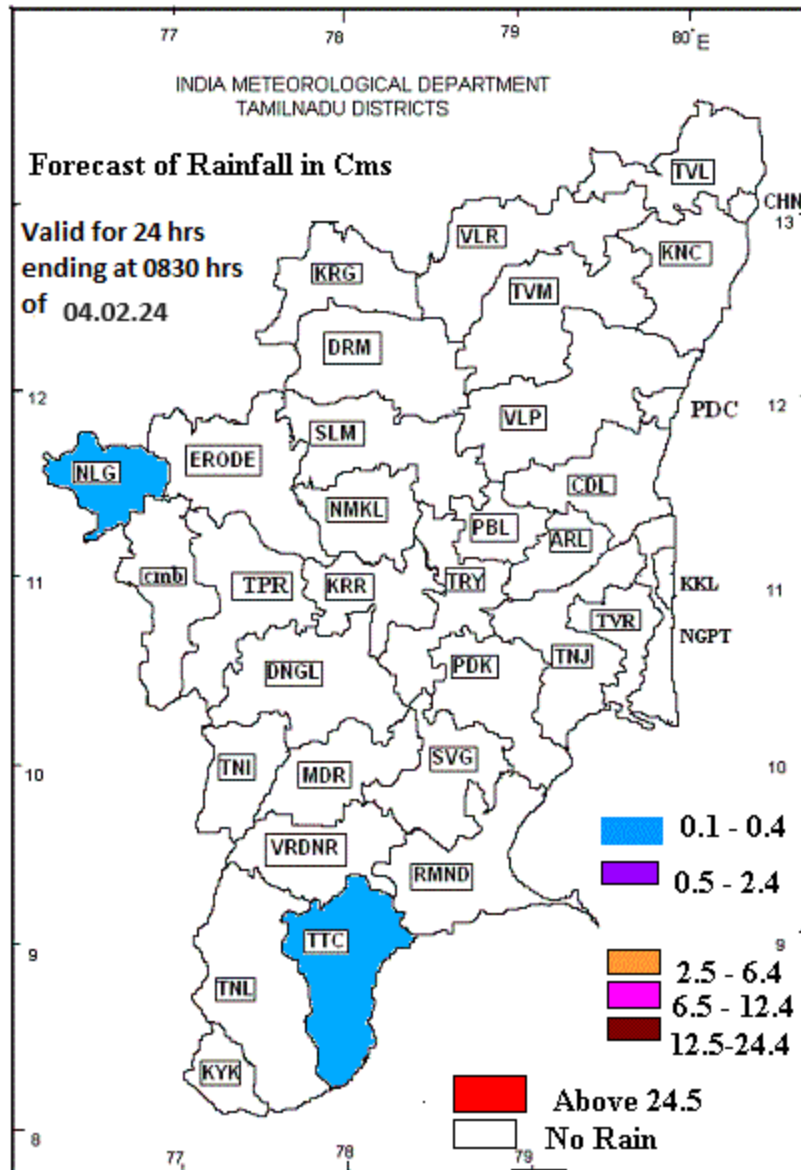 77 78 79 80°E
INDIA METEOROLOGICAL DEPARTMENT
TAMILNADU DISTRICTS
Forecast of Rainfall in Cms
Valid for 24 hrs
ending at 0830 hrs
of 04.02.24
TVL
CHN
13
VLR
KNC
KRG
TVM
DRM
12
12
PDC
VLP
SLM
ERODE
NLG
CDL
NMKL
PBL
ARL
11
cmb
TPR
KRR
TRY
KKL
11
TVR
NGPT
TNJ
PDK
DNGL
10
TNI
MDR
SVG
10
0.1 - 0.4
VRDNR
RMND
0.5 - 2.4
9
TTC
9
TNL
2.5 - 6.4
6.5 - 12.4
12.5-24.4
KYK
Above 24.5
No Rain
8
77 78 79